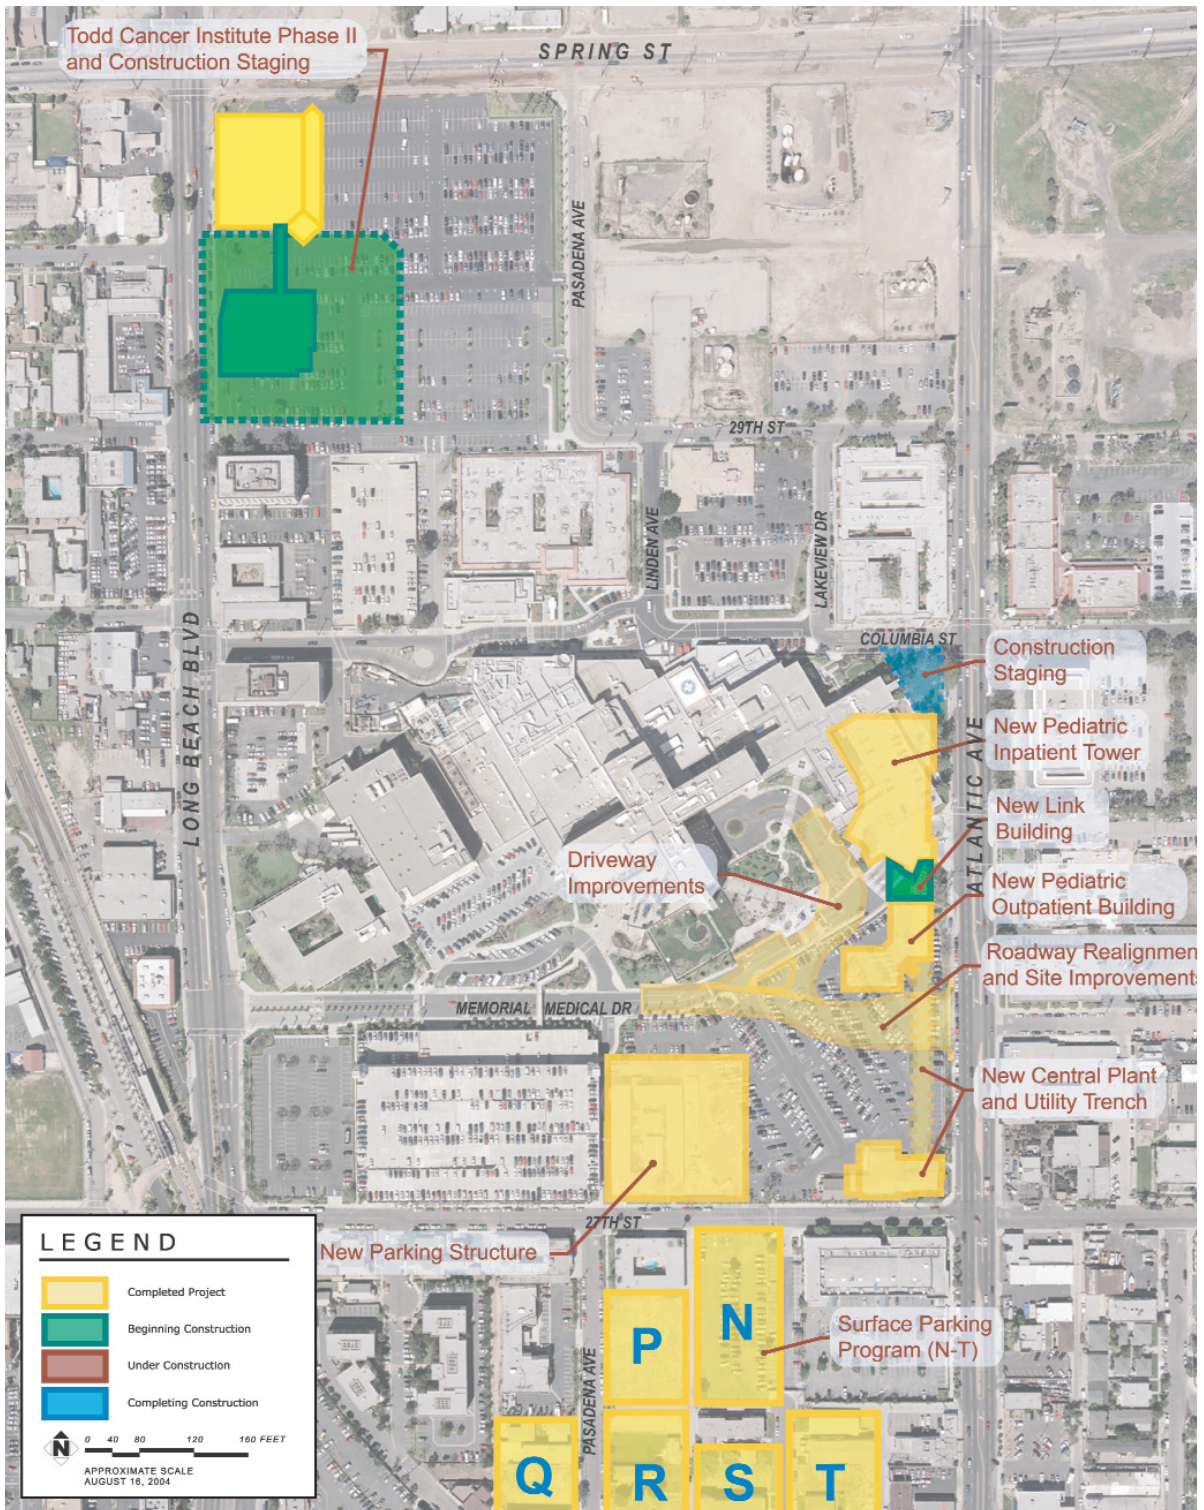 Todd Cancer Institute Phase II
and Construction Staging
SPRING ST
PASADENA AVE
29TH ST
LINDEN AVE
LAKEVIEW DR
COLUMBIA ST
LONG BEACH BLVD
ATLANTIC AVE
Construction
Staging
New Pediatric
Inpatient Tower
New Link
Building
Driveway
Improvements
New Pediatric
Outpatient Building
Roadway Realignmen
and Site Improvements
MEMORIAL MEDICAL DR
New Central Plant
and Utility Trench
27TH ST
New Parking Structure
PASADENA AVE
P
N
Surface Parking
Program (N-T)
Q
R
S
T
LEGEND
Completed Project
Beginning Construction
Under Construction
Completing Construction
N
0 40 80 120 160 FEET
APPROXIMATE SCALE
AUGUST 16, 2004